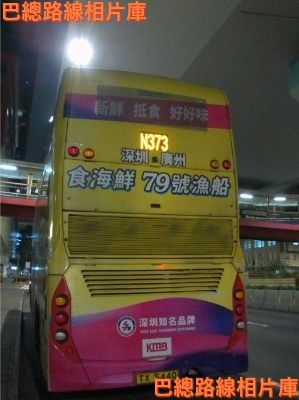 巴總路線相片庫
新鮮 抵食 好好味
N373
深圳 廣州
食海鮮 79號漁船
深圳知名品牌
KMB
巴總路線相片庫